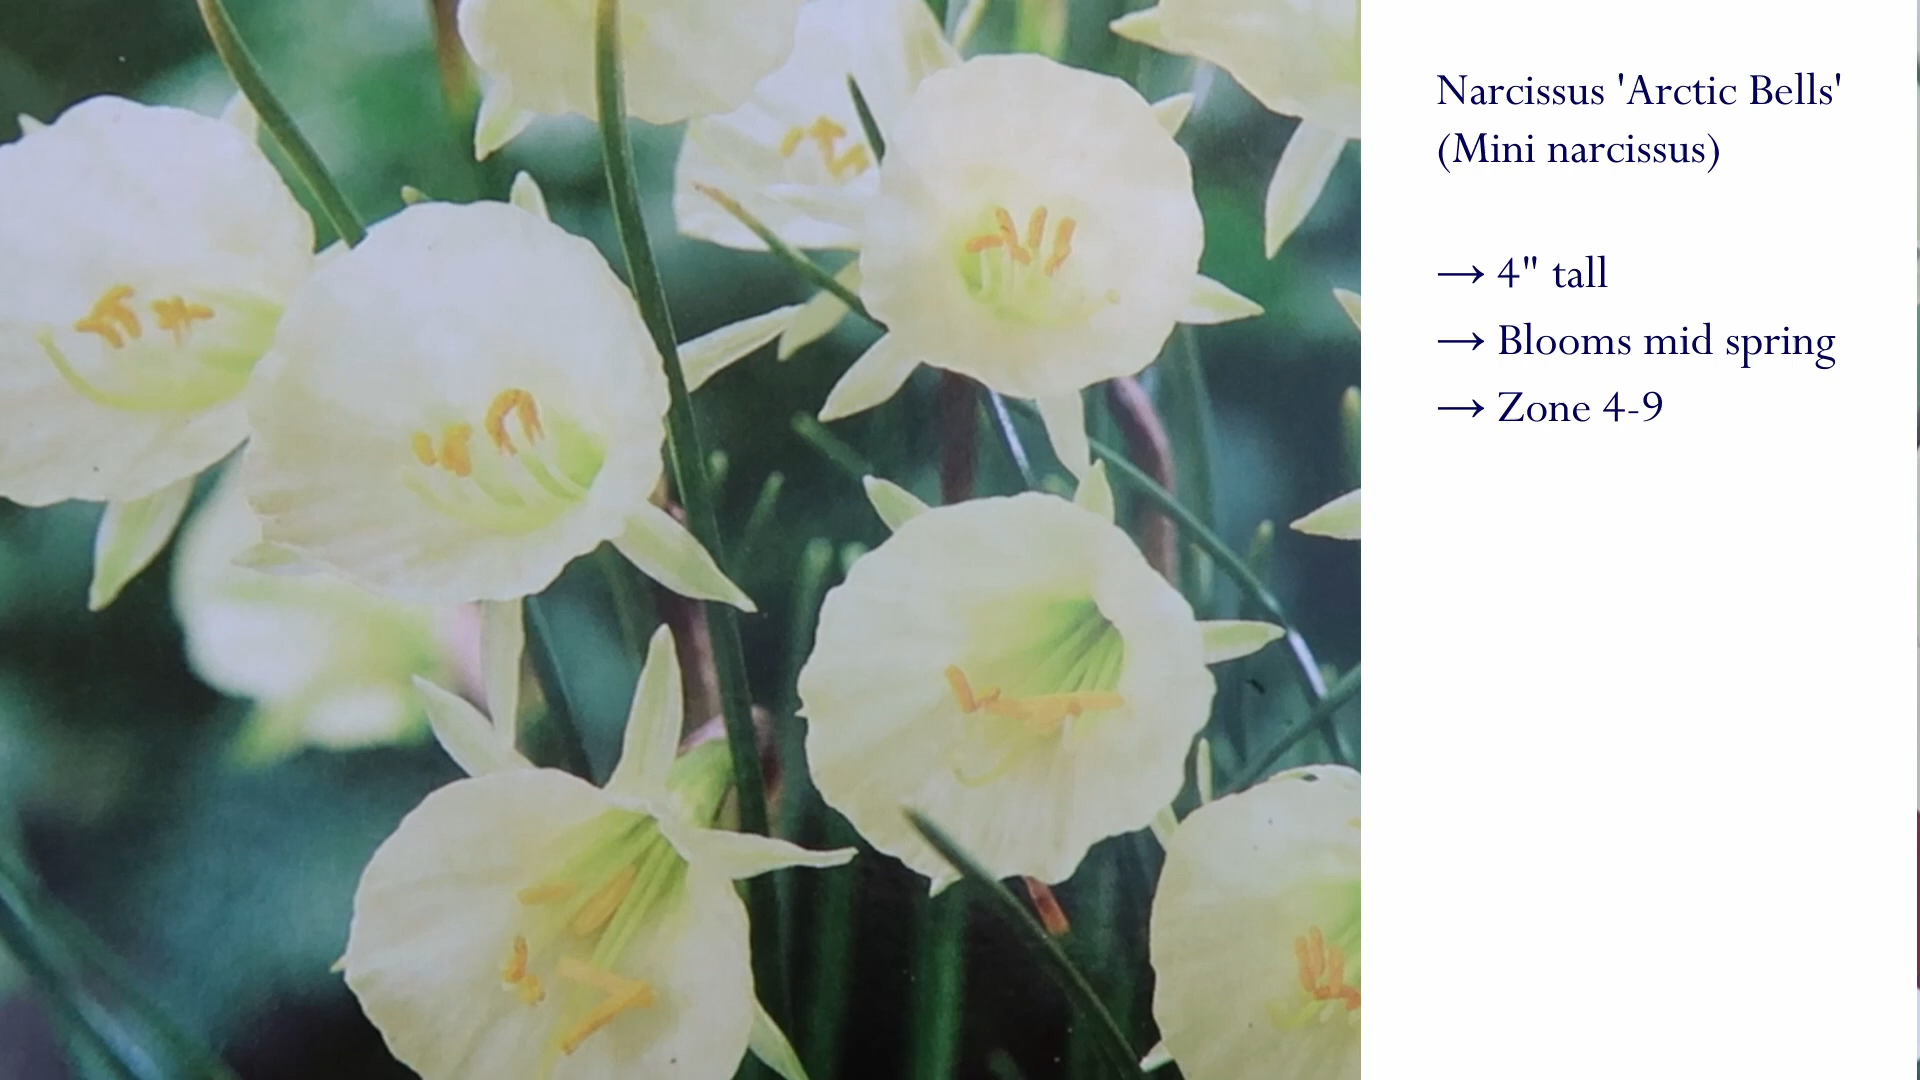 Narcissus 'Arctic Bells'
(Mini narcissus)
→ 4" tall
→ Blooms mid spring
→ Zone 4-9